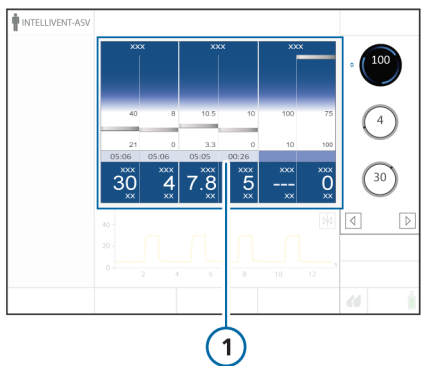 INTELLIVENT-ASV
xxx xxx xxx
100
40 8 10.5 10 100 75
4
21 0 3.3 0 10 100
05:06 05:06 05:05 00:26
xxx xxx xxx xxx xxx xxx
30 4 7.8 5 --- 0
xx xx xx xx xx xx
30
40
20
0
2 4 6 8 10 12
s
1